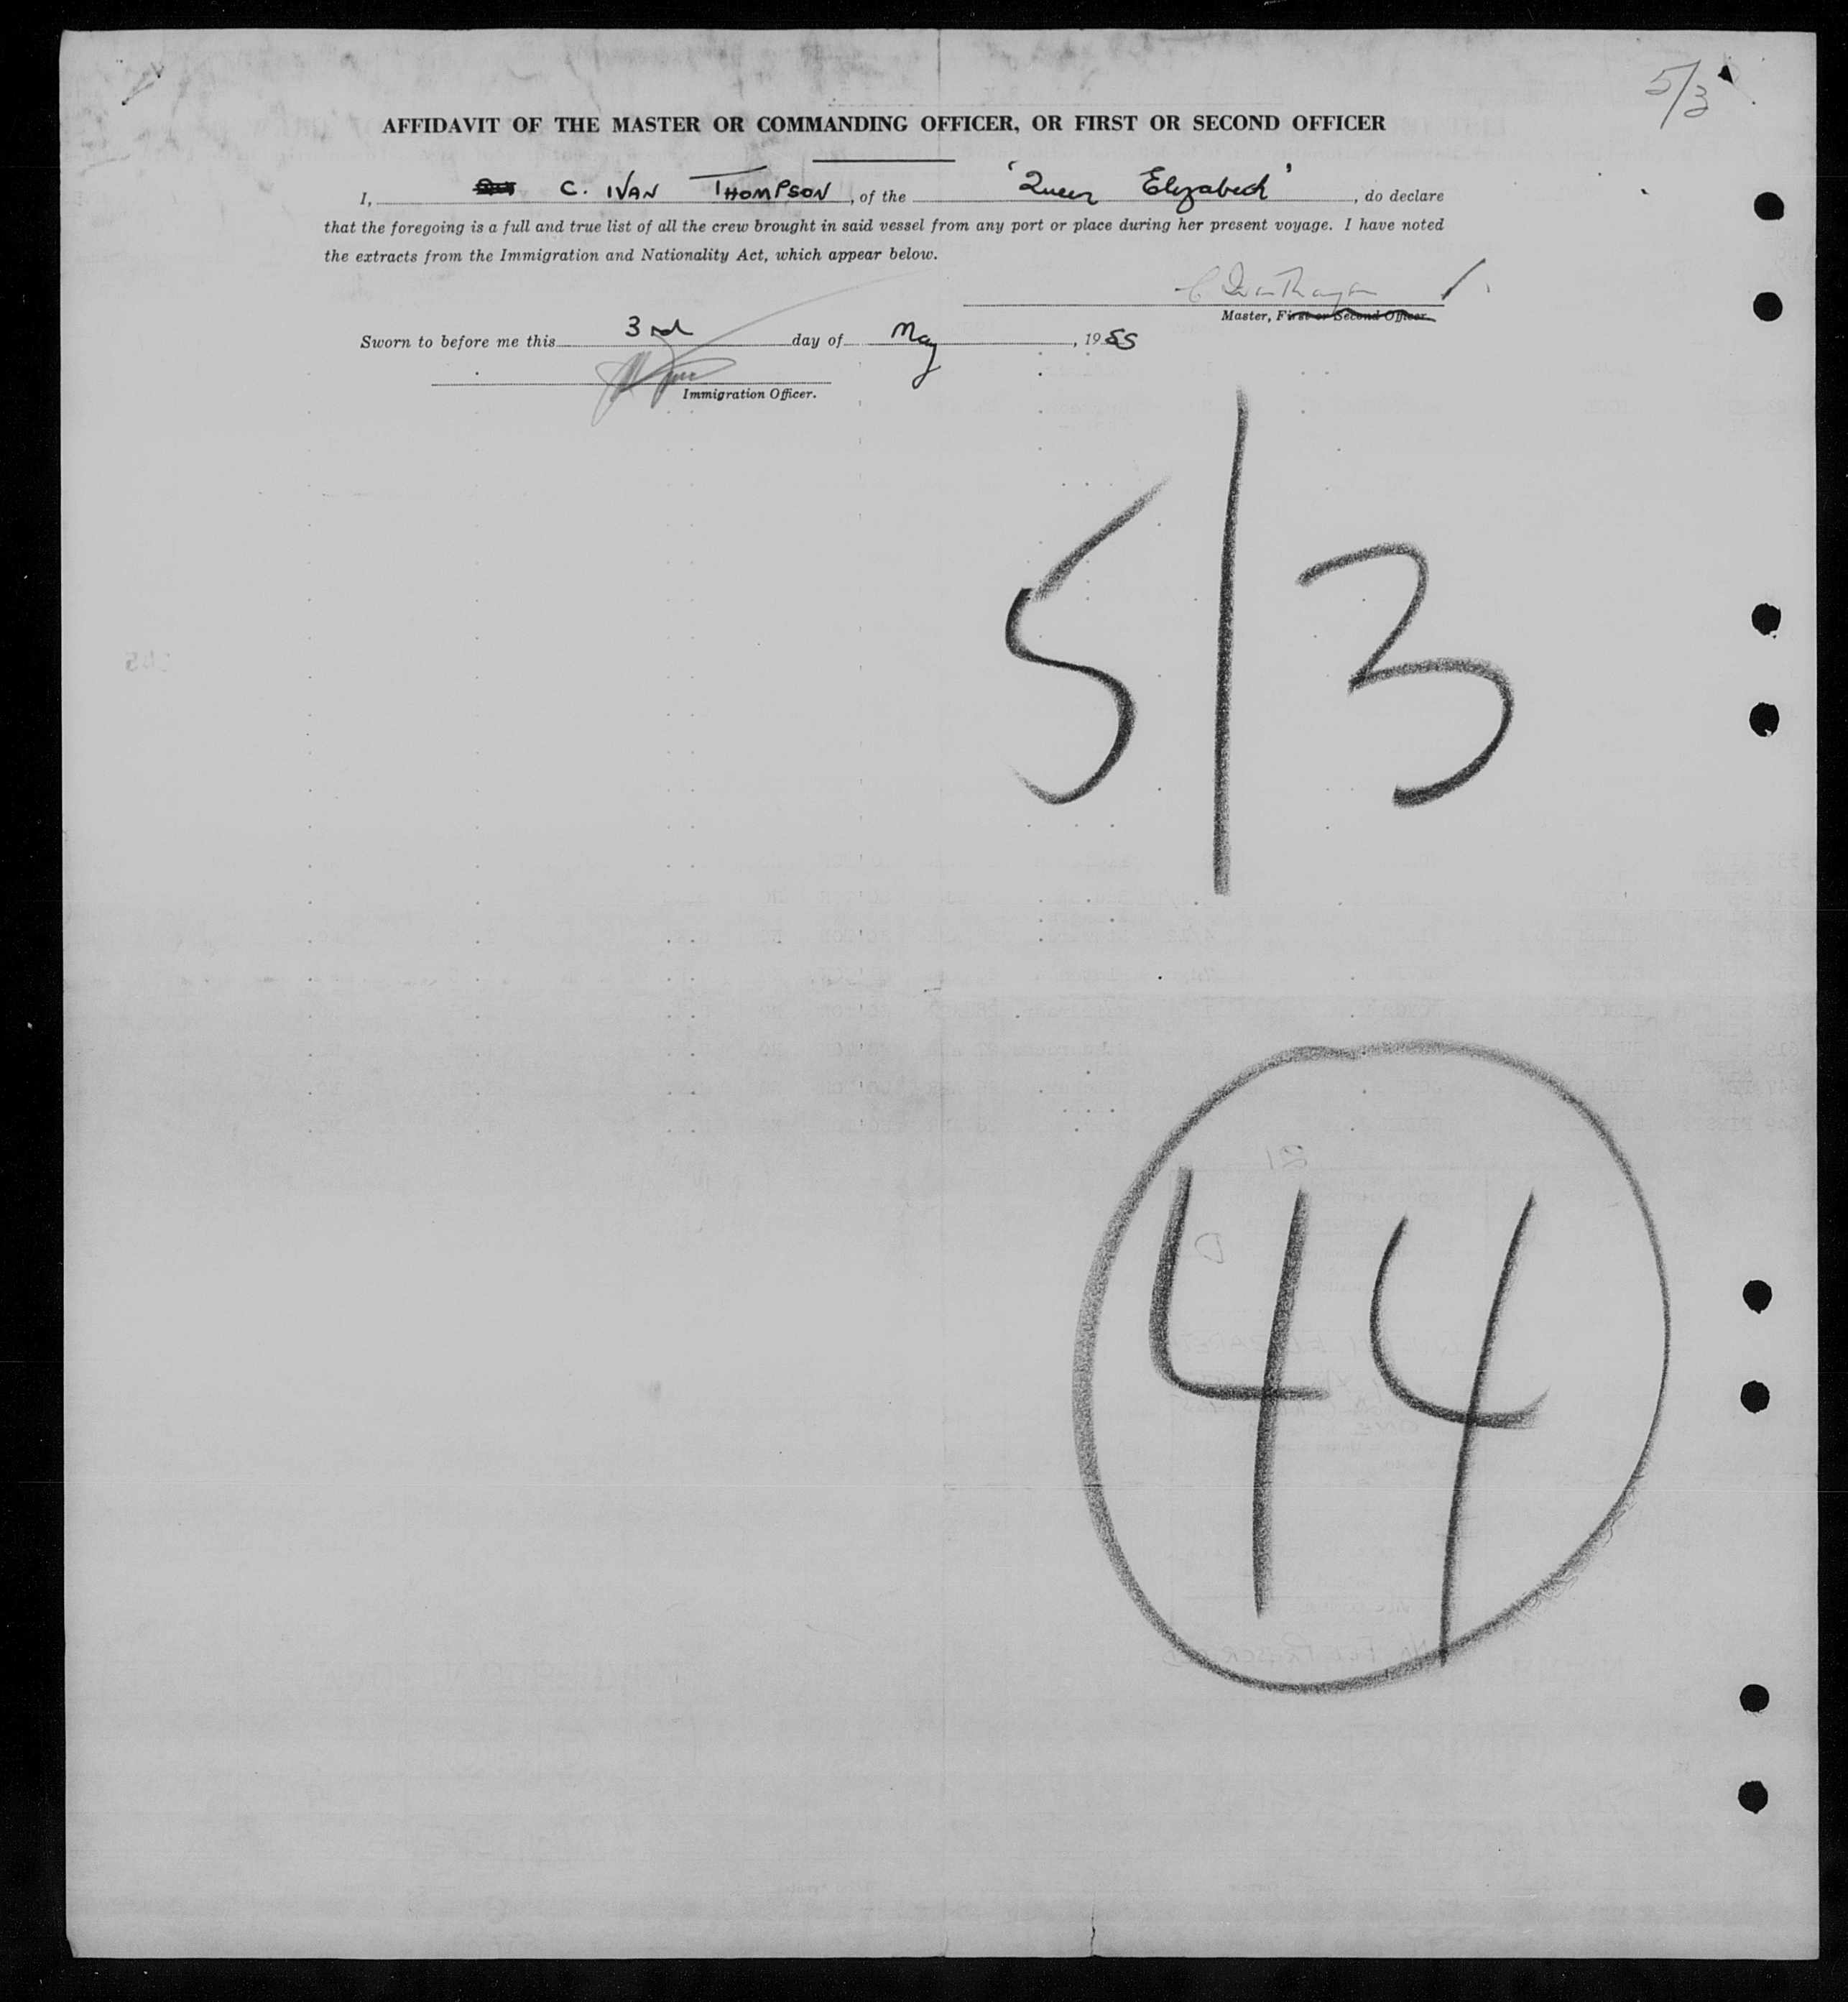 5/3
AFFIDAVIT OF THE MASTER OR COMMANDING OFFICER, OR FIRST OR SECOND OFFICER
I, C. IVAN THOMPSON, of the 'Queen Elizabeth', do declare
that the foregoing is a full and true list of all the crew brought in said vessel from any port or place during her present voyage. I have noted
the extracts from the Immigration and Nationality Act, which appear below.
C Ivan Thompson
Master, First or Second Officer
Sworn to before me this 3rd day of May, 1955
Immigration Officer.
5/3
44